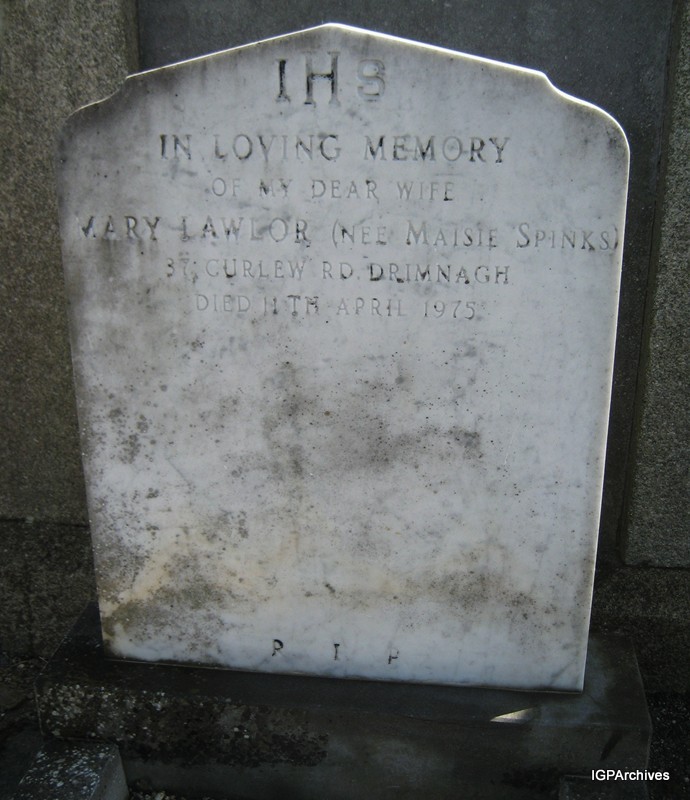 IHS
IN LOVING MEMORY
OF MY DEAR WIFE
MARY LAWLOR (NÉE MAISIE SPINKS)
37, CURLEW RD. DRIMNAGH
DIED 11TH APRIL 1975
R I P
IGPArchives